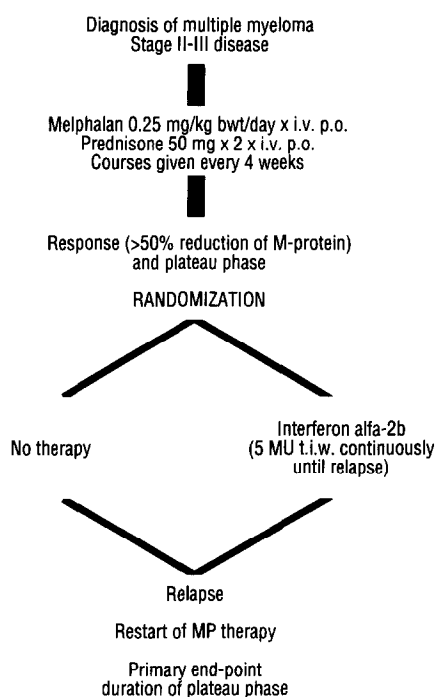 Diagnosis of multiple myeloma
Stage II-III disease
Melphalan 0.25 mg/kg bwt/day x i.v. p.o.
Prednisone 50 mg x 2 x i.v. p.o.
Courses given every 4 weeks
Response (>50% reduction of M-protein)
and plateau phase
RANDOMIZATION
No therapy
Interferon alfa-2b
(5 MU t.i.w. continuously
until relapse)
Relapse
Restart of MP therapy
Primary end-point
duration of plateau phase